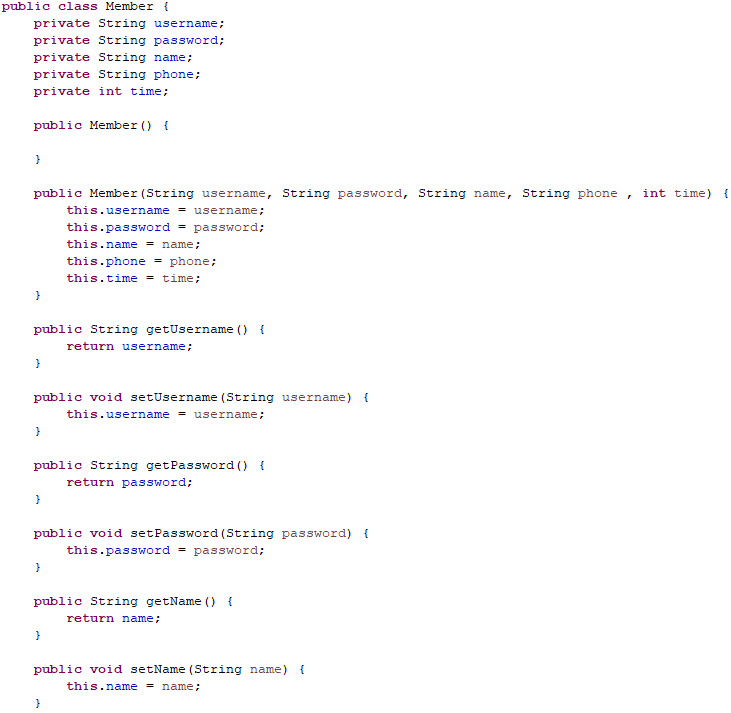 public class Member {
    private String username;
    private String password;
    private String name;
    private String phone;
    private int time;

    public Member() {

    }

    public Member(String username, String password, String name, String phone , int time) {
        this.username = username;
        this.password = password;
        this.name = name;
        this.phone = phone;
        this.time = time;
    }

    public String getUsername() {
        return username;
    }

    public void setUsername(String username) {
        this.username = username;
    }

    public String getPassword() {
        return password;
    }

    public void setPassword(String password) {
        this.password = password;
    }

    public String getName() {
        return name;
    }

    public void setName(String name) {
        this.name = name;
    }